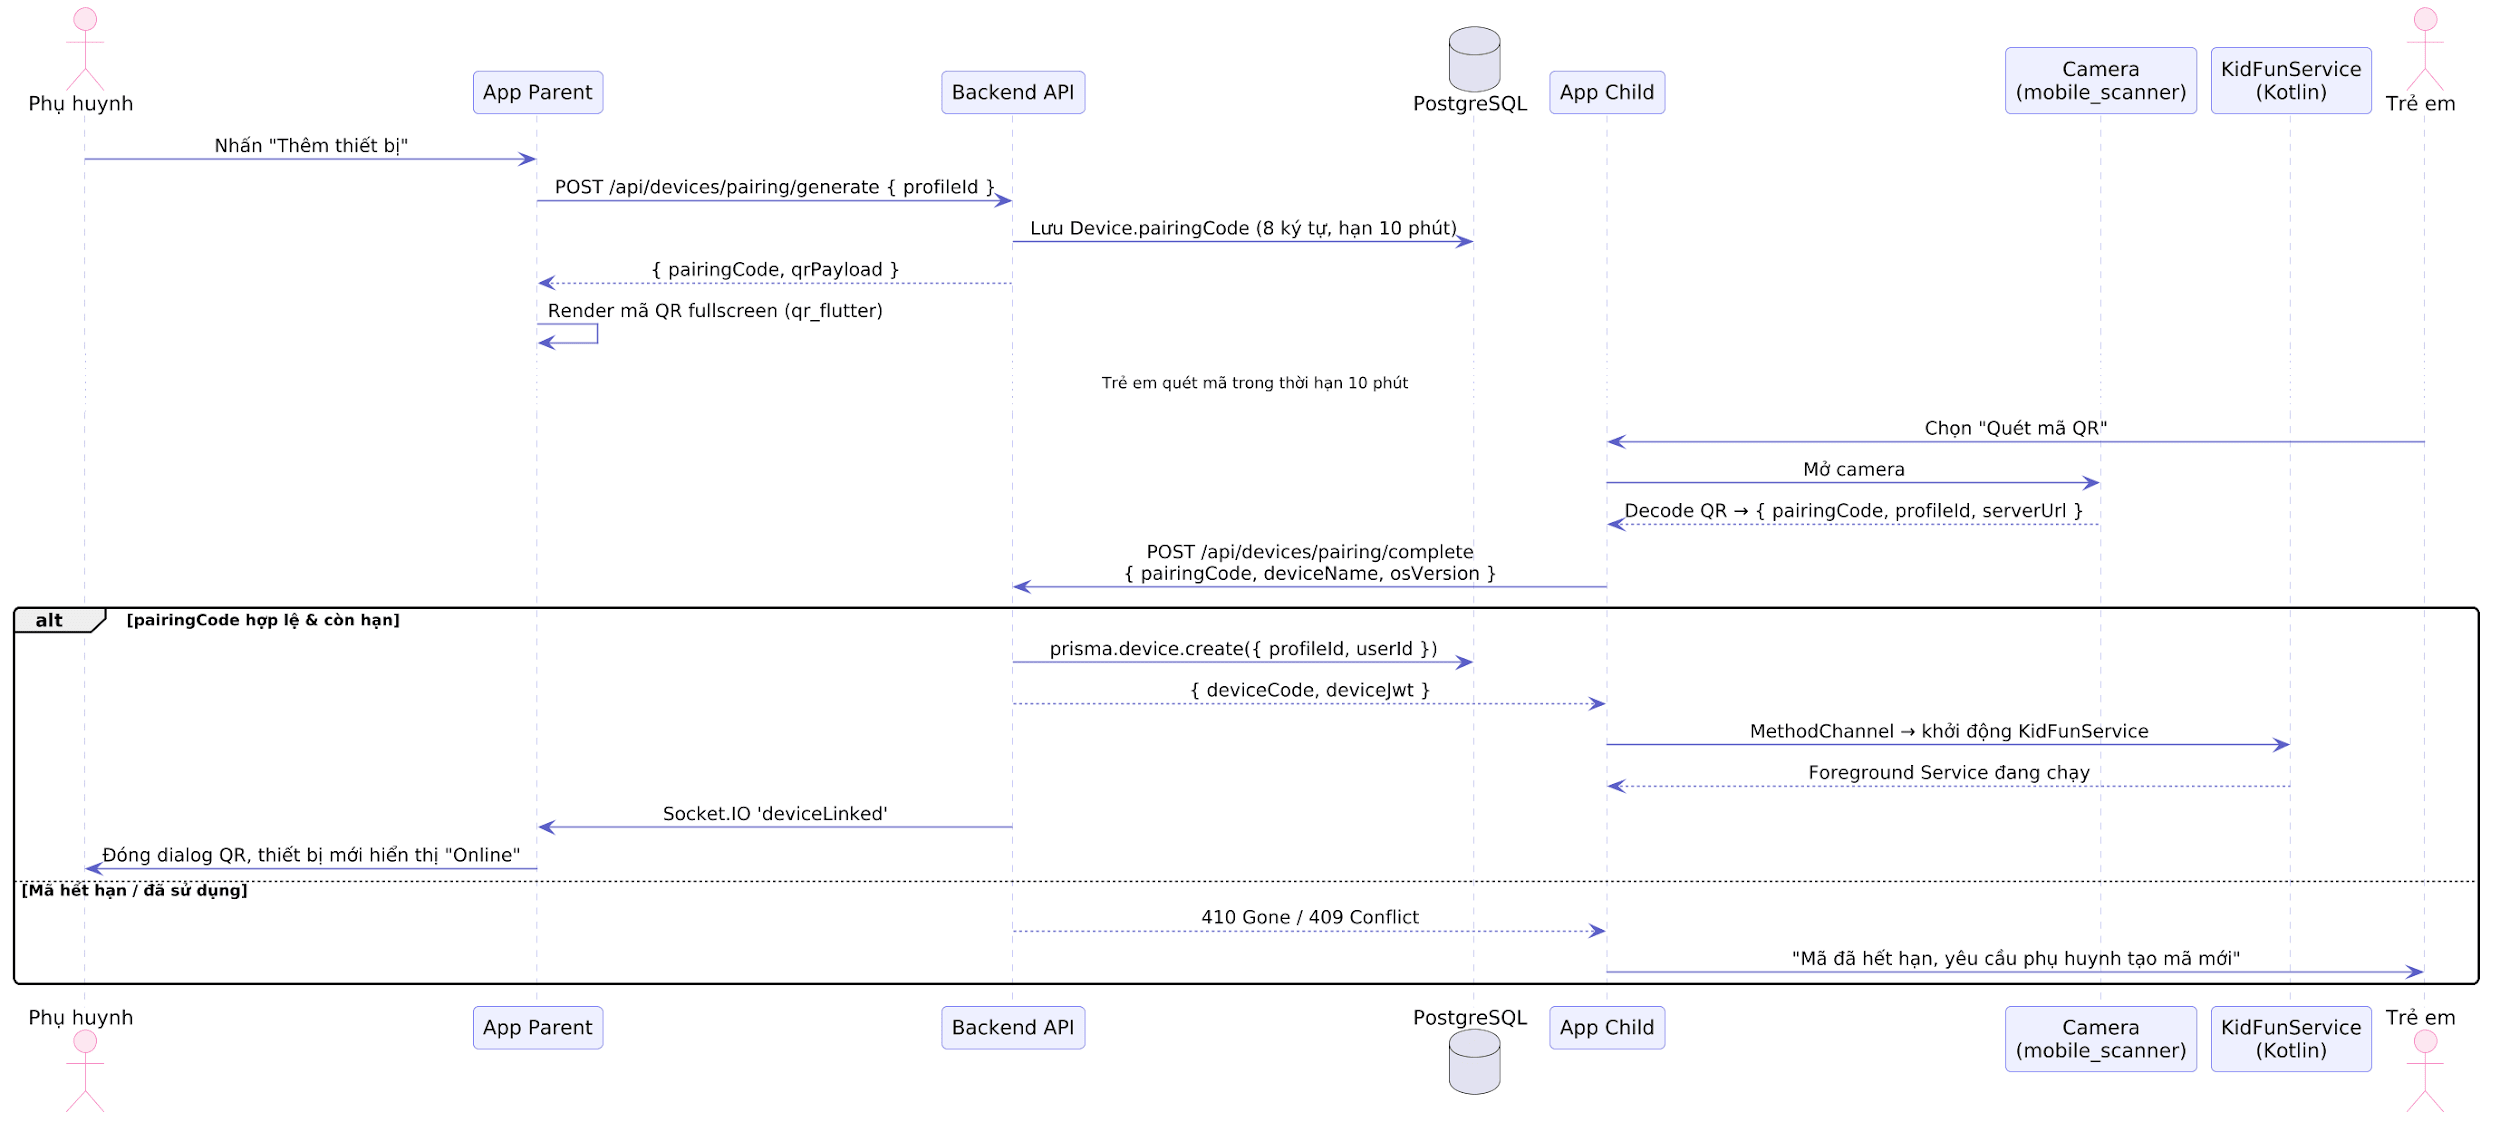 Phụ huynh
App Parent
Backend API
PostgreSQL
App Child
Camera
(mobile_scanner)
KidFunService
(Kotlin)
Trẻ em
Nhấn "Thêm thiết bị"
POST /api/devices/pairing/generate { profileId }
Lưu Device.pairingCode (8 ký tự, hạn 10 phút)
{ pairingCode, qrPayload }
Render mã QR fullscreen (qr_flutter)
Trẻ em quét mã trong thời hạn 10 phút
Chọn "Quét mã QR"
Mở camera
Decode QR → { pairingCode, profileId, serverUrl }
POST /api/devices/pairing/complete
{ pairingCode, deviceName, osVersion }
alt [pairingCode hợp lệ & còn hạn]
prisma.device.create({ profileId, userId })
{ deviceCode, deviceJwt }
MethodChannel → khởi động KidFunService
Foreground Service đang chạy
Socket.IO 'deviceLinked'
Đóng dialog QR, thiết bị mới hiển thị "Online"
[Mã hết hạn / đã sử dụng]
410 Gone / 409 Conflict
"Mã đã hết hạn, yêu cầu phụ huynh tạo mã mới"
Phụ huynh
App Parent
Backend API
PostgreSQL
App Child
Camera
(mobile_scanner)
KidFunService
(Kotlin)
Trẻ em